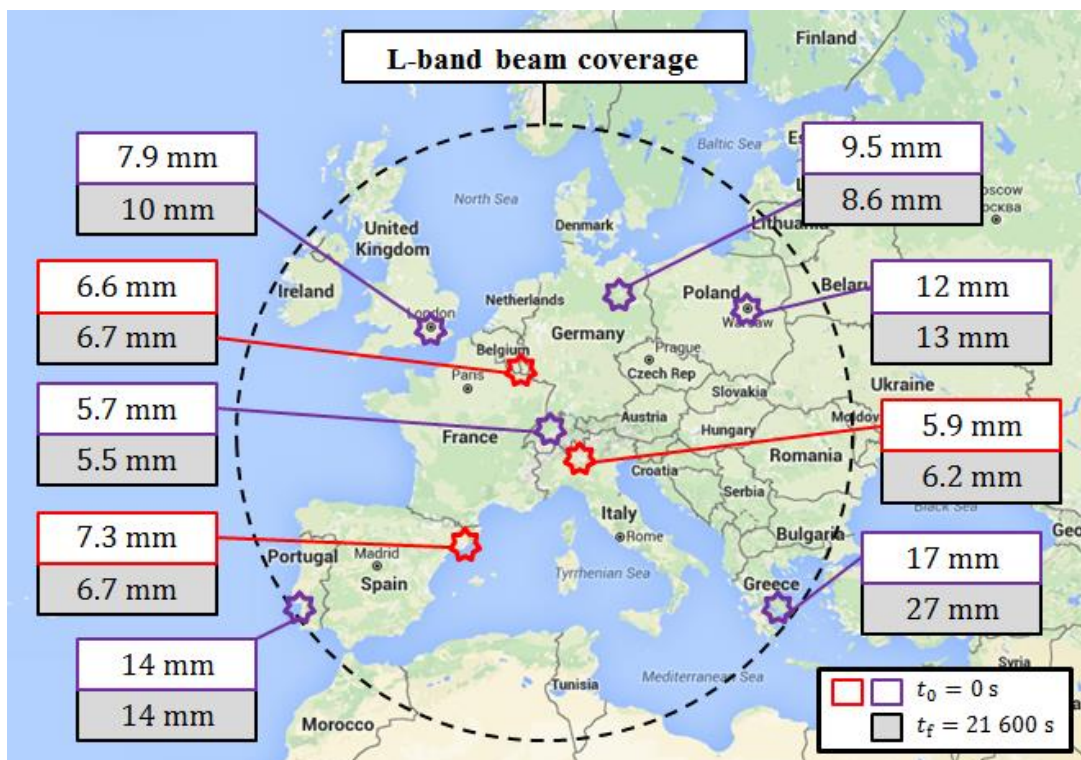 Finland
L-band beam coverage
7.9 mm
10 mm
9.5 mm
8.6 mm
Baltic Sea
North Sea
United
Kingdom
Denmark
Lithuania
Ireland
6.6 mm
6.7 mm
London
Netherlands
Poland
Warsaw
12 mm
13 mm
Germany
Belgium
Paris
Prague
Czech Rep
Slovakia
Ukraine
5.7 mm
5.5 mm
France
Austria
Hungary
5.9 mm
6.2 mm
Croatia
Romania
Serbia
Italy
Rome
Bulgaria
Black Sea
7.3 mm
6.7 mm
Portugal
Madrid
Spain
Tyrrhenian Sea
Greece
17 mm
27 mm
14 mm
14 mm
Mediterranean Sea
Syria
Tunisia
Morocco
t₀ = 0 s
t_f = 21 600 s